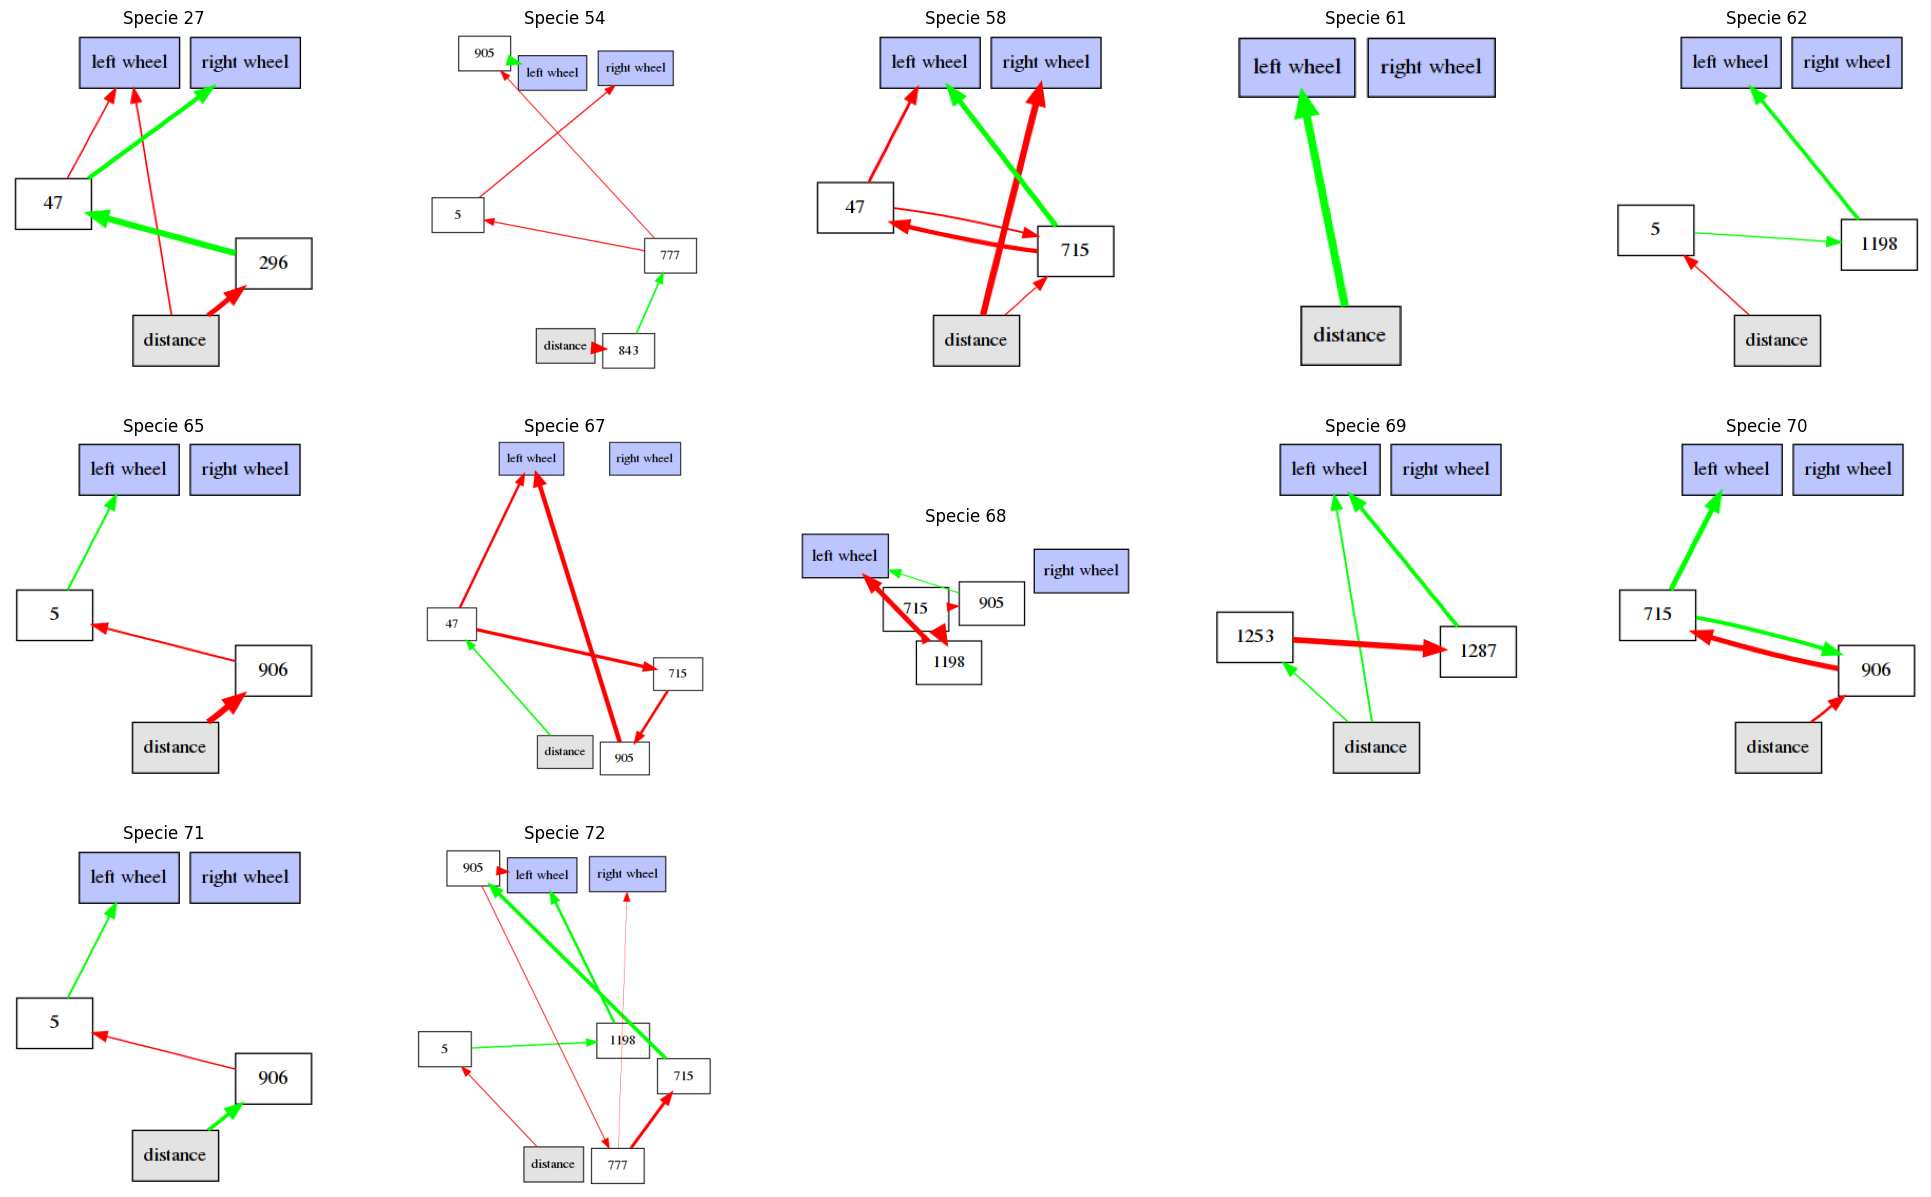 Specie 27
left wheel right wheel
47
296
distance
Specie 54
905
left wheel
right wheel
5
777
distance
843
Specie 58
left wheel right wheel
47
715
distance
Specie 61
left wheel right wheel
distance
Specie 62
left wheel right wheel
5
1198
distance
Specie 65
left wheel right wheel
5
906
distance
Specie 67
left wheel right wheel
47
715
distance
905
Specie 68
left wheel
right wheel
715
905
1198
Specie 69
left wheel right wheel
1253
1287
distance
Specie 70
left wheel right wheel
715
906
distance
Specie 71
left wheel right wheel
5
906
distance
Specie 72
905
left wheel right wheel
5
1198
715
distance
777